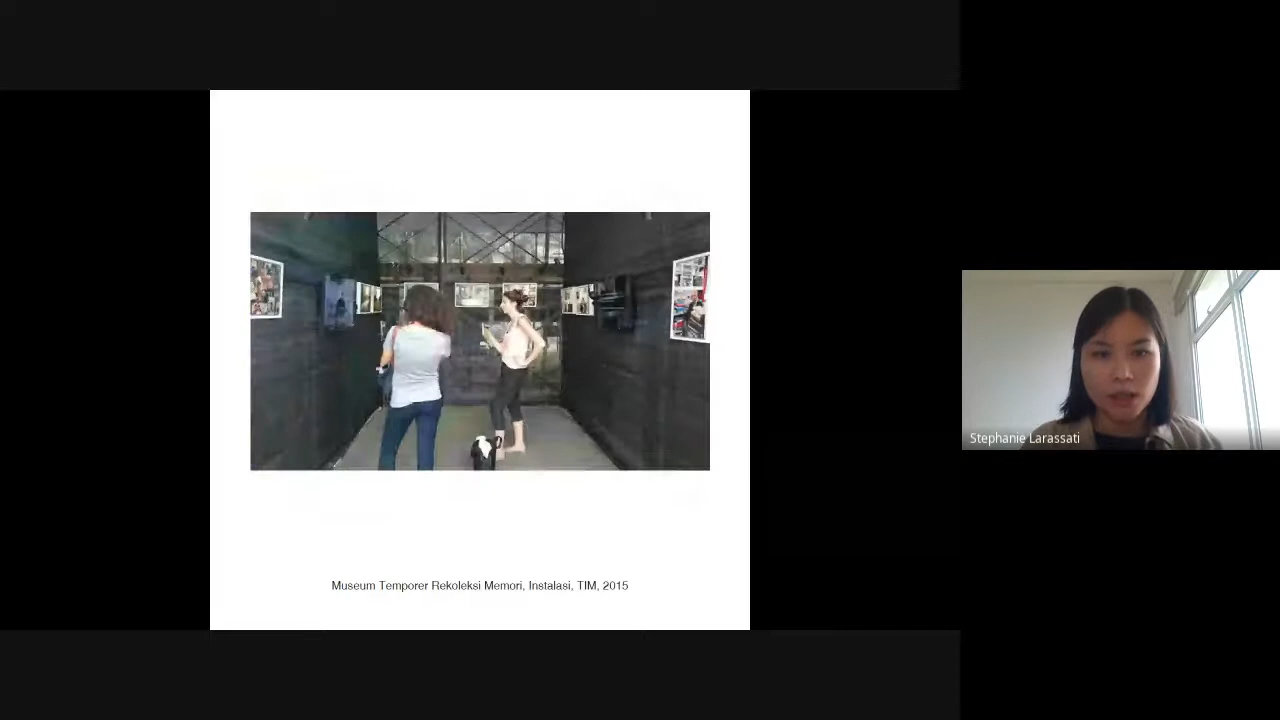 Museum Temporer Rekoleksi Memori, Instalasi, TIM, 2015
Stephanie Larassati